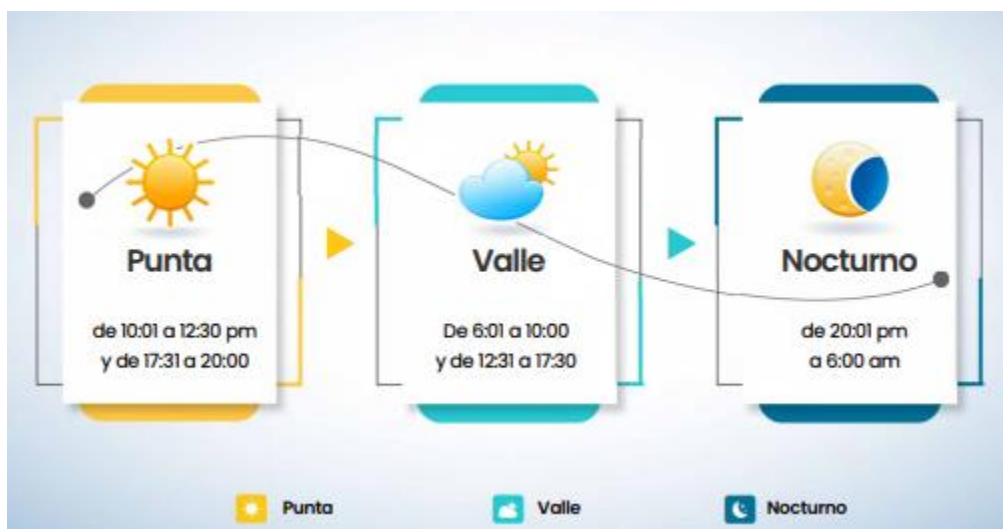 Punta
de 10:01 a 12:30 pm
y de 17:31 a 20:00
Valle
De 6:01 a 10:00
y de 12:31 a 17:30
Nocturno
de 20:01 pm
a 6:00 am
Punta
Valle
Nocturno